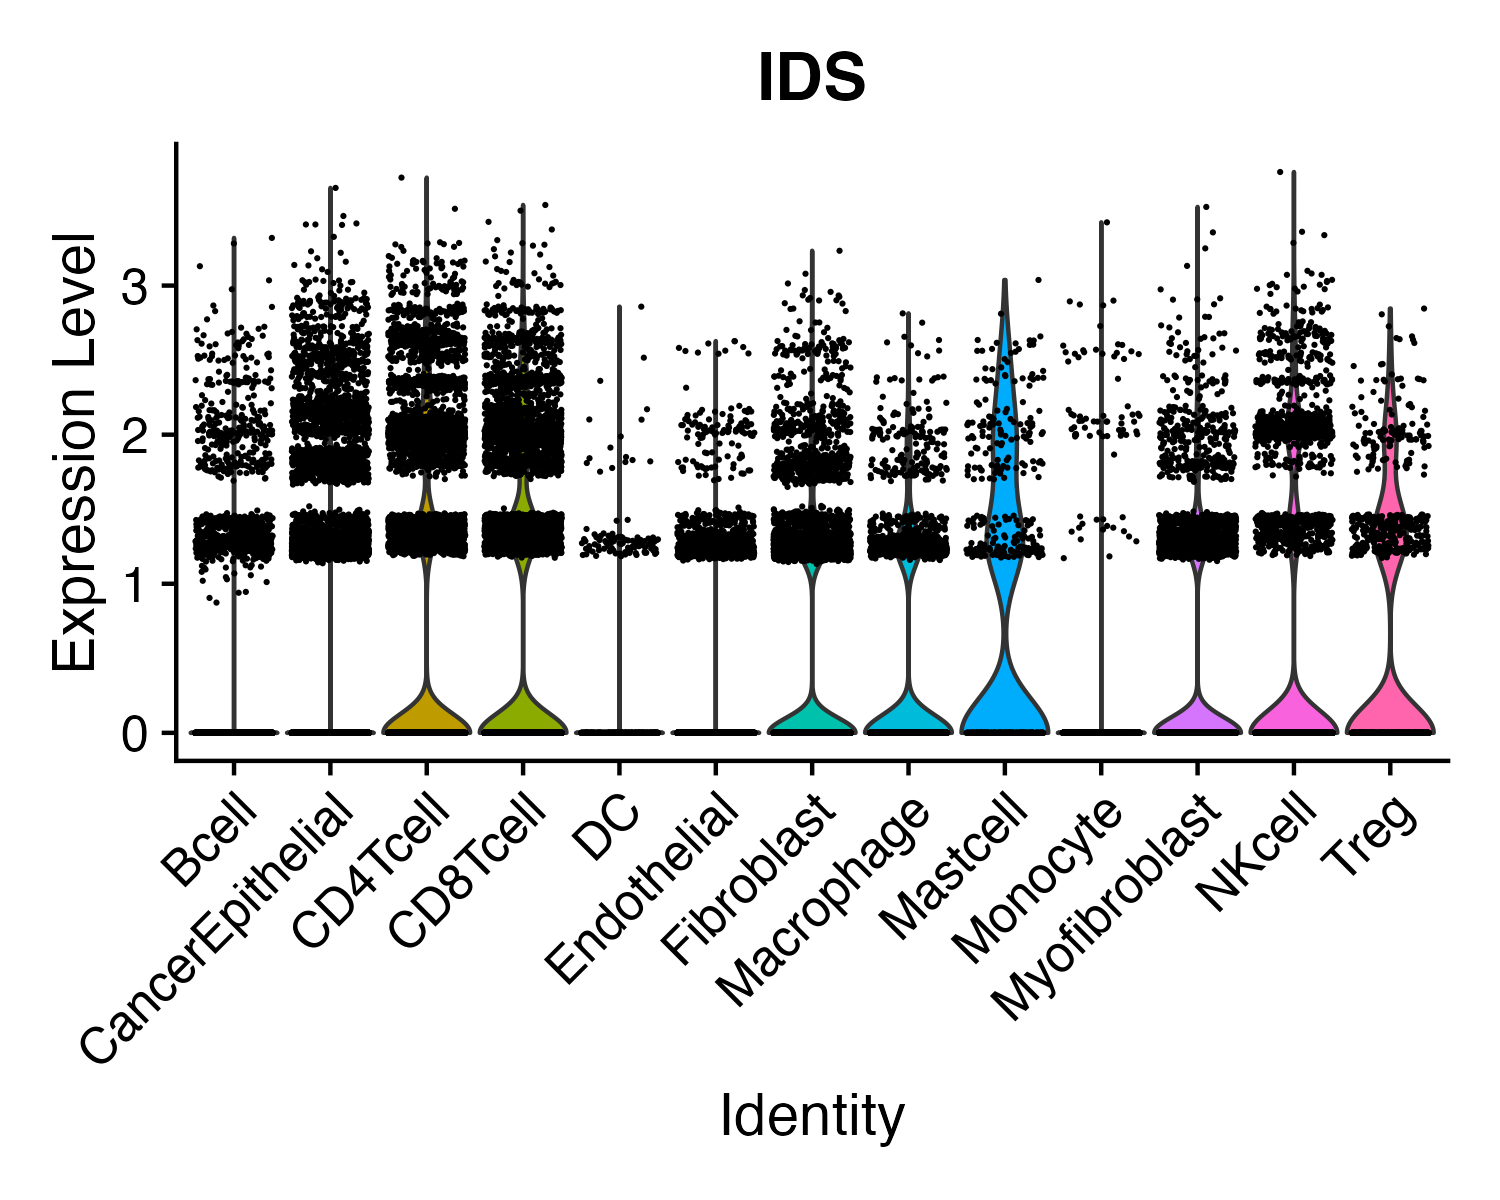 IDS
Expression Level
3
2
1
0
Bcell
CancerEpithelial
CD4Tcell
CD8Tcell
DC
Endothelial
Fibroblast
Macrophage
Mastcell
Monocyte
Myofibroblast
NKcell
Treg
Identity